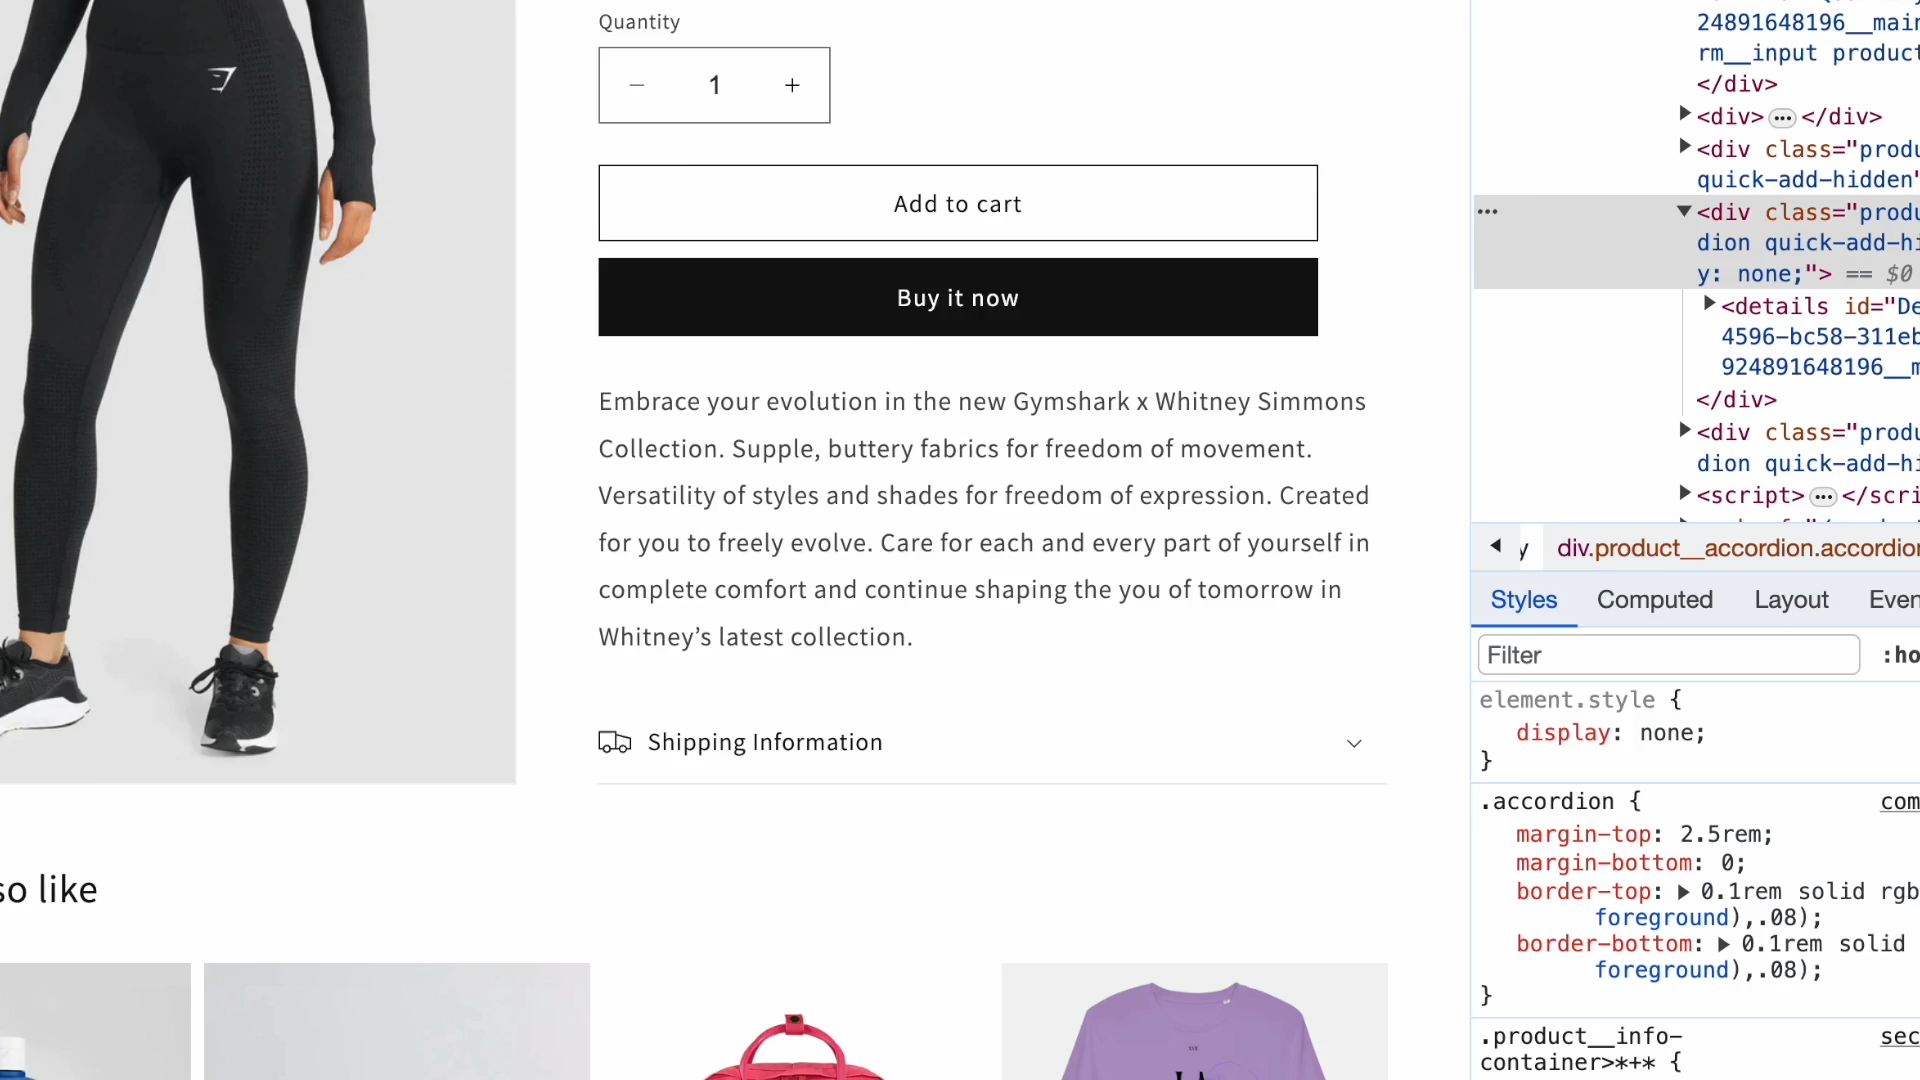 Quantity
1
Add to cart
Buy it now
Embrace your evolution in the new Gymshark x Whitney Simmons
Collection. Supple, buttery fabrics for freedom of movement.
Versatility of styles and shades for freedom of expression. Created
for you to freely evolve. Care for each and every part of yourself in
complete comfort and continue shaping the you of tomorrow in
Whitney’s latest collection.
Shipping Information
so like
24891648196__main
rm__input product
</div>
<div> ••• </div>
<div class="produ
quick-add-hidden"
••• <div class="produ
dion quick-add-hi
y: none;"> == $0
<details id="De
4596-bc58-311eb
924891648196__m
</div>
<div class="produ
dion quick-add-hi
<script> ••• </scri
y div.product__accordion.accordion
Styles Computed Layout Even
Filter :ho
element.style {
display: none;
}
.accordion { com
margin-top: 2.5rem;
margin-bottom: 0;
border-top: ▶ 0.1rem solid rgb
foreground),.08);
border-bottom: ▶ 0.1rem solid
foreground),.08);
}
.product__info- sec
container>*+* {